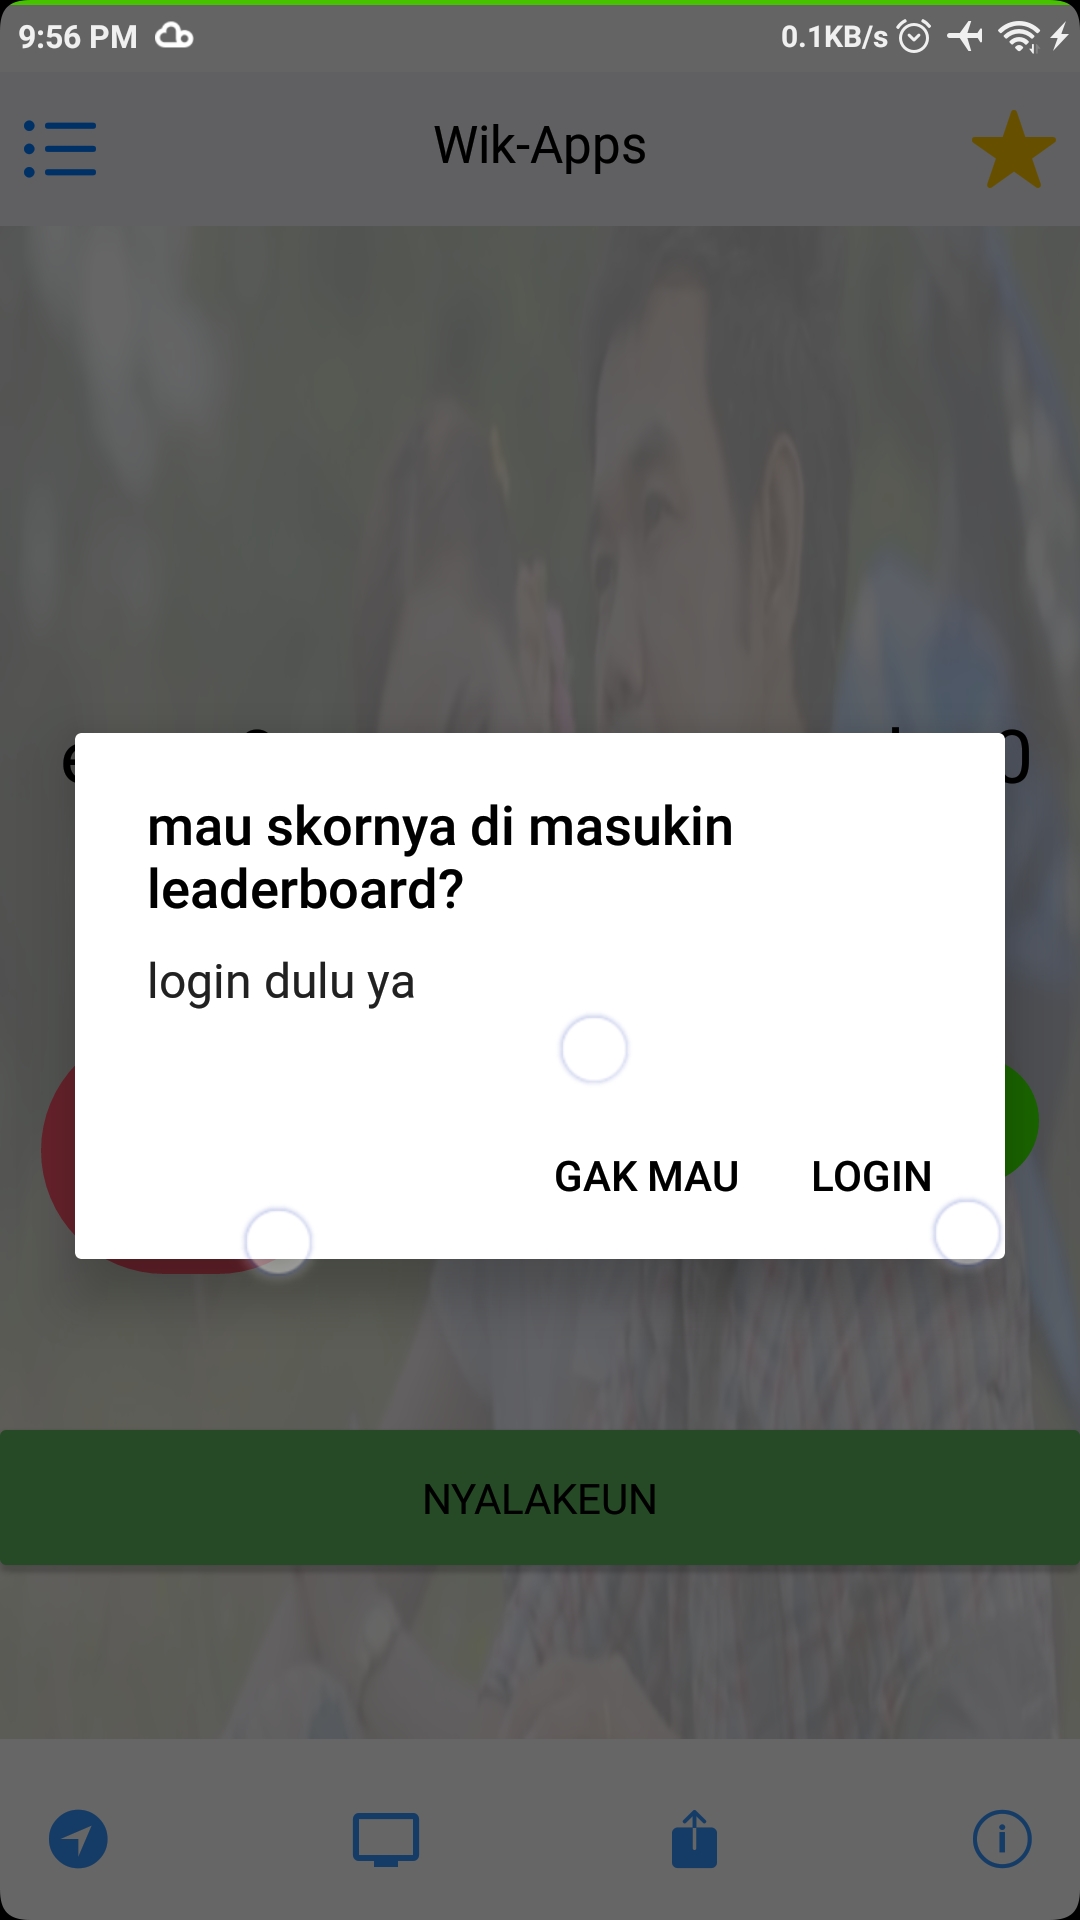 9:56 PM 0.1KB/s
Wik-Apps
mau skornya di masukin
leaderboard?
login dulu ya
GAK MAU LOGIN
NYALAKEUN